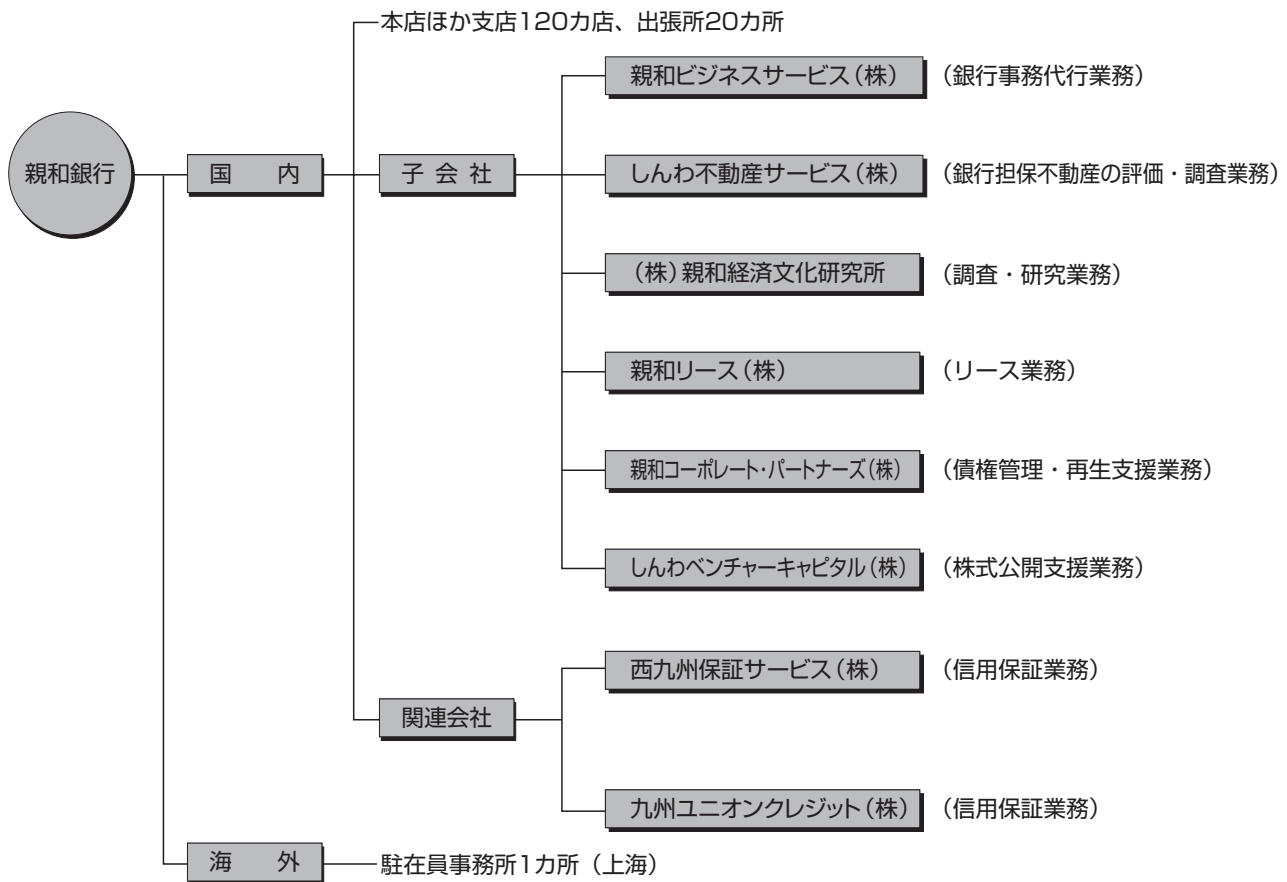 本店ほか支店120カ店、出張所20カ所
親和ビジネスサービス(株) (銀行事務代行業務)
親和銀行 国 内 子 会 社 しんわ不動産サービス(株) (銀行担保不動産の評価・調査業務)
(株)親和経済文化研究所 (調査・研究業務)
親和リース(株) (リース業務)
親和コーポレート・パートナーズ(株) (債権管理・再生支援業務)
しんわベンチャーキャピタル(株) (株式公開支援業務)
西九州保証サービス(株) (信用保証業務)
関連会社
九州ユニオンクレジット(株) (信用保証業務)
海 外 駐在員事務所1カ所(上海)